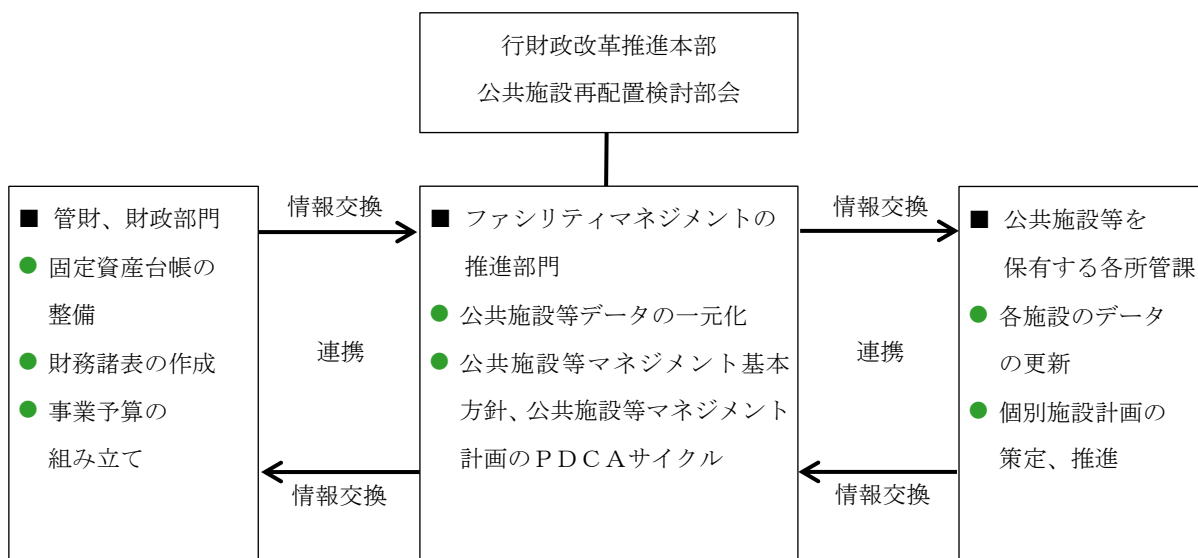 行財政改革推進本部
公共施設再配置検討部会
■ 管財、財政部門
● 固定資産台帳の
整備
● 財務諸表の作成
● 事業予算の
組み立て
情報交換
連携
情報交換
■ ファシリティマネジメントの
推進部門
● 公共施設等データの一元化
● 公共施設等マネジメント基本
方針、公共施設等マネジメント
計画のPDCAサイクル
情報交換
連携
情報交換
■ 公共施設等を
保有する各所管課
● 各施設のデータ
の更新
● 個別施設計画の
策定、推進